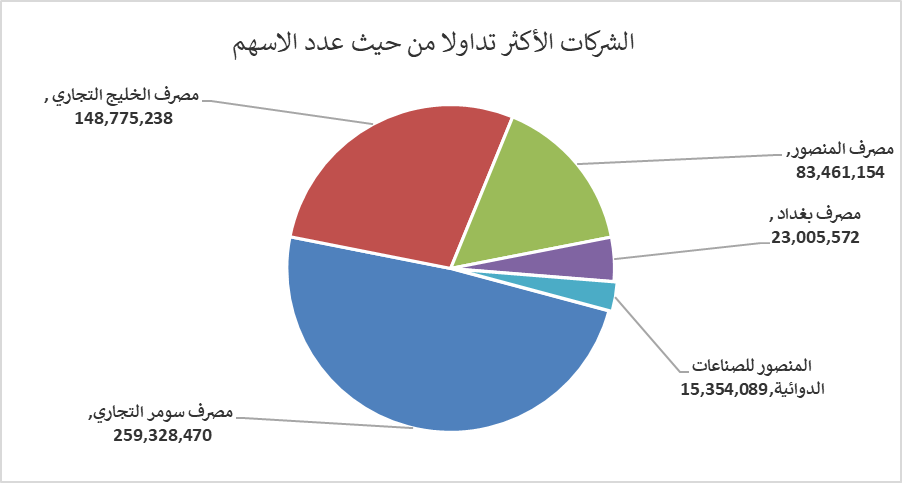 الشركات الأكثر تداولا من حيث عدد الاسهم
مصرف الخليج التجاري ,
148,775,238
مصرف المنصور,
83,461,154
مصرف بغداد ,
23,005,572
المنصور للصناعات
الدوائية,15,354,089
مصرف سومر التجاري,
259,328,470